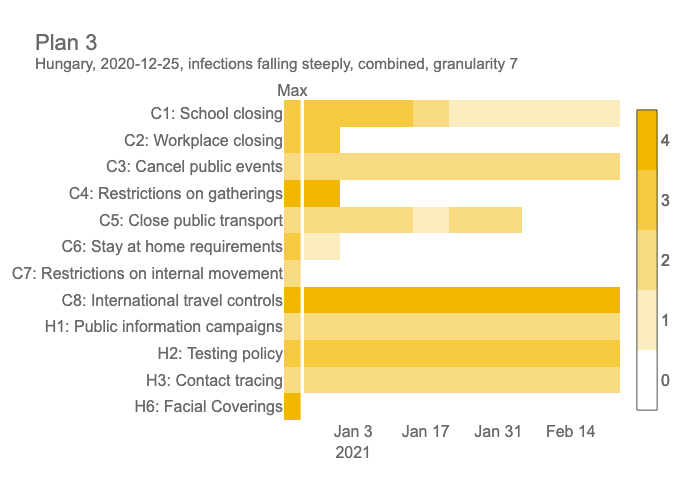 Plan 3
Hungary, 2020-12-25, infections falling steeply, combined, granularity 7
Max
C1: School closing
C2: Workplace closing
C3: Cancel public events
C4: Restrictions on gatherings
C5: Close public transport
C6: Stay at home requirements
C7: Restrictions on internal movement
C8: International travel controls
H1: Public information campaigns
H2: Testing policy
H3: Contact tracing
H6: Facial Coverings
4
3
2
1
0
Jan 3 Jan 17 Jan 31 Feb 14
2021